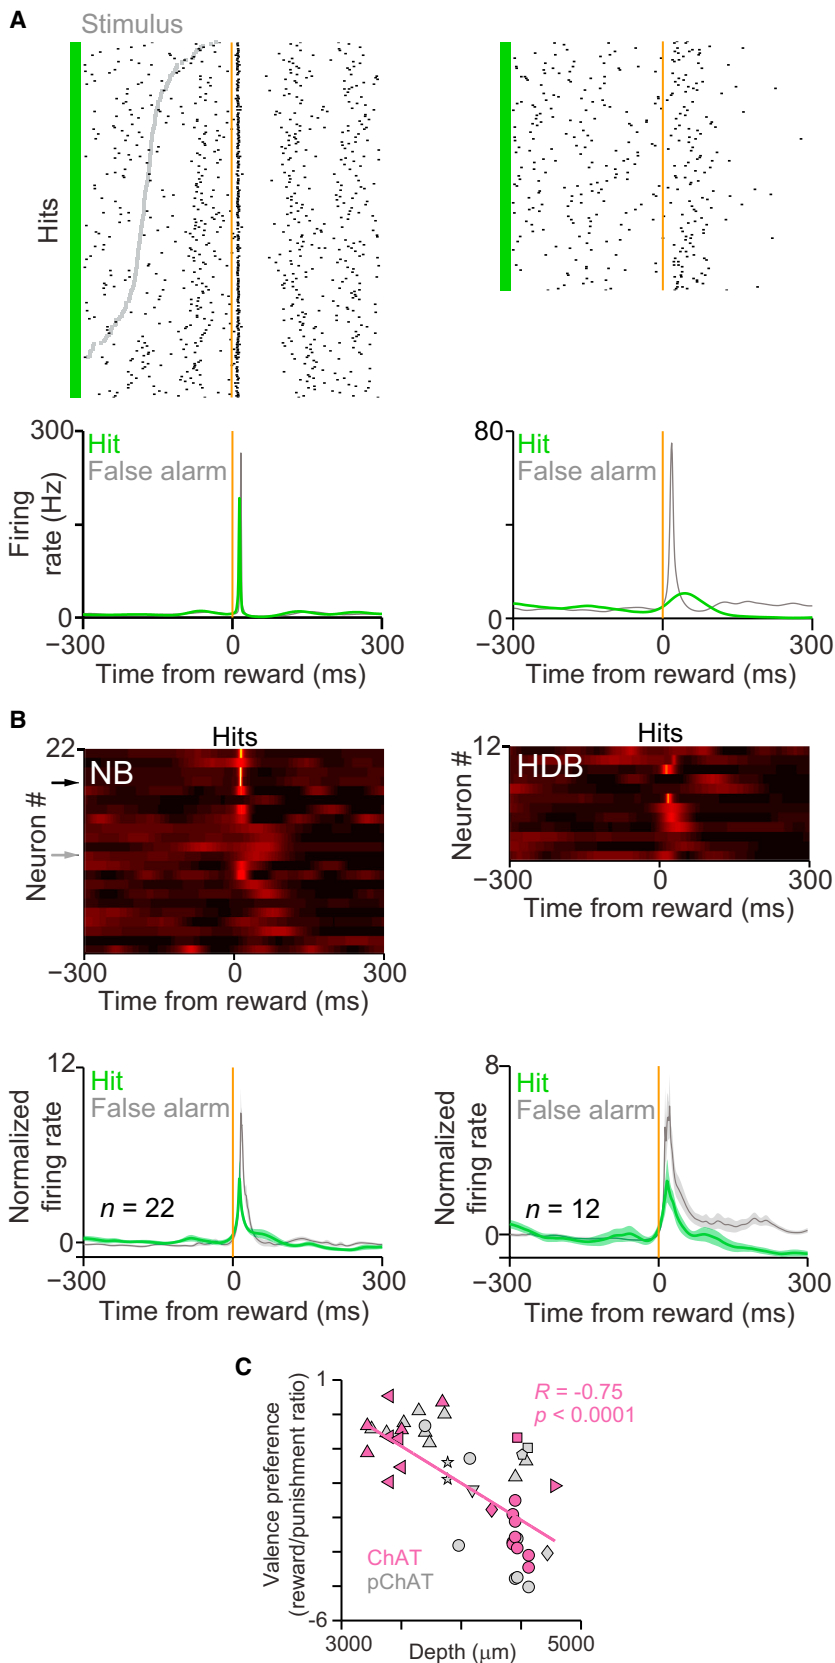 A
Stimulus
Hits
300
Hit
False alarm
Firing
rate (Hz)
0
−300 0 300
Time from reward (ms)
80
Hit
False alarm
0
−300 0 300
Time from reward (ms)
B
Hits
22
NB
Neuron #
−300 0 300
Time from reward (ms)
Hits
12
HDB
Neuron #
−300 0 300
Time from reward (ms)
12
Hit
False alarm
Normalized
firing rate
n = 22
0
−300 0 300
Time from reward (ms)
8
Hit
False alarm
Normalized
firing rate
n = 12
0
−300 0 300
Time from reward (ms)
C
1
R = -0.75
p < 0.0001
Valence preference
(reward/punishment ratio)
ChAT
pChAT
-6
3000 5000
Depth (μm)